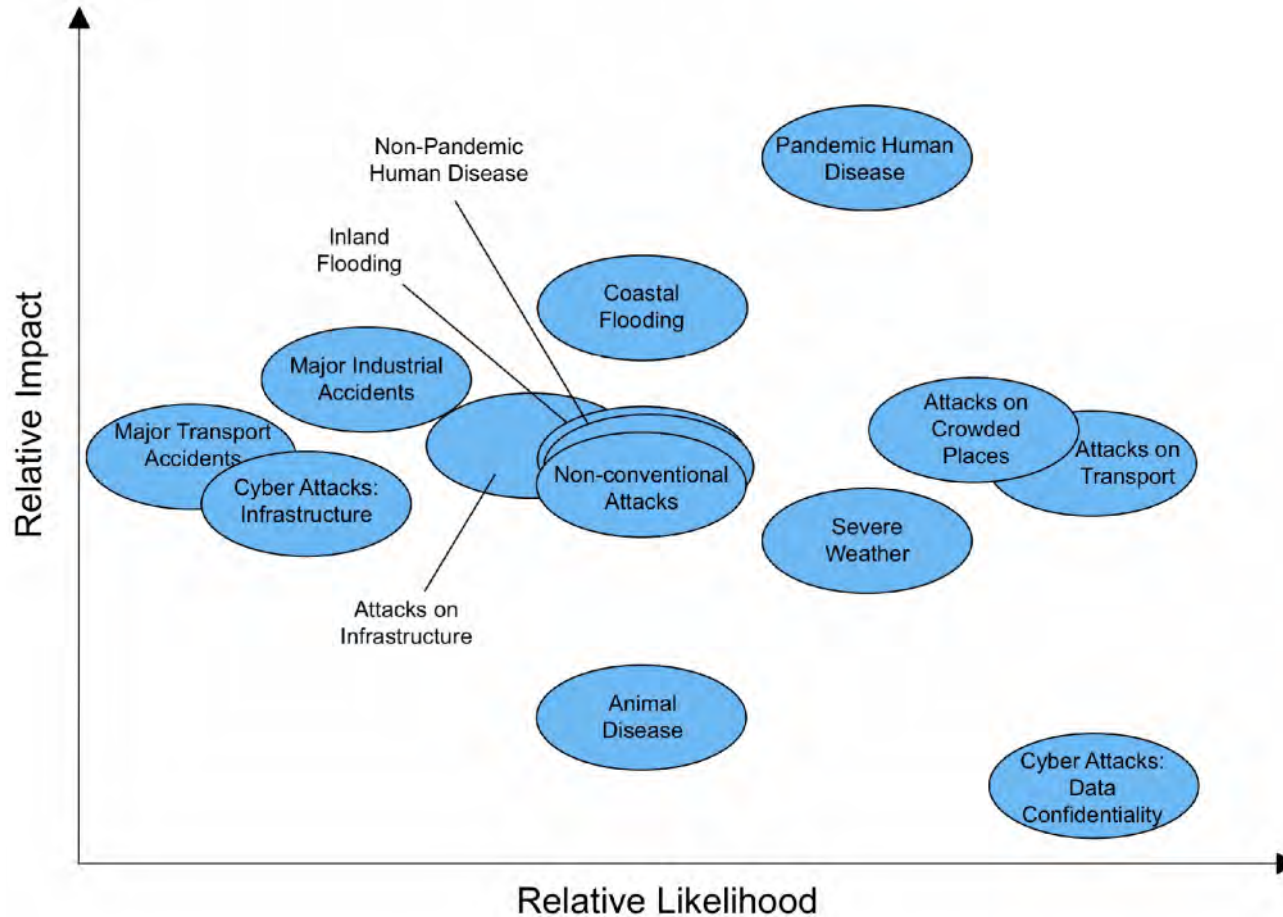 Non-Pandemic
Human Disease
Pandemic Human
Disease
Inland
Flooding
Coastal
Flooding
Major Industrial
Accidents
Attacks on
Crowded
Places
Major Transport
Accidents
Attacks on
Transport
Non-conventional
Attacks
Cyber Attacks:
Infrastructure
Severe
Weather
Attacks on
Infrastructure
Animal
Disease
Cyber Attacks:
Data
Confidentiality
Relative Impact
Relative Likelihood